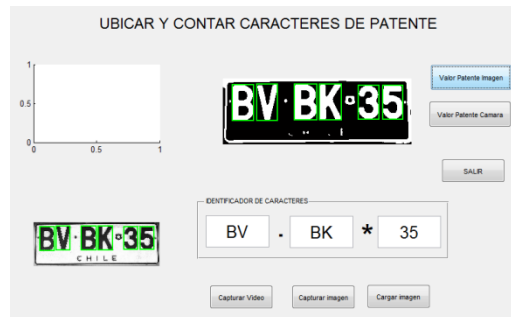 UBICAR Y CONTAR CARACTERES DE PATENTE
1
0.5
0
0 0.5 1
BV·BK·35
Valor Patente Imagen
Valor Patente Camara
SALIR
BV·BK·35
CHILE
IDENTIFICADOR DE CARACTERES
BV . BK * 35
Capturar Video
Capturar imagen
Cargar imagen